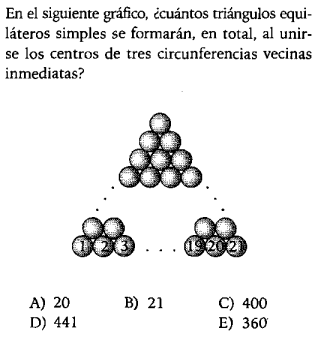 En el siguiente gráfico, ¿cuántos triángulos equi-
láteros simples se formarán, en total, al unir-
se los centros de tres circunferencias vecinas
inmediatas?
1 2 3 . . . 19 20 21
A) 20 B) 21 C) 400
D) 441 E) 360